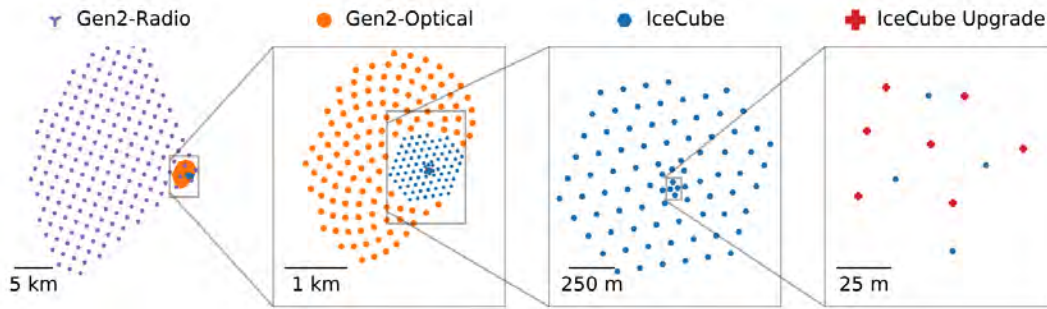 Gen2-Radio
Gen2-Optical
IceCube
IceCube Upgrade
5 km
1 km
250 m
25 m